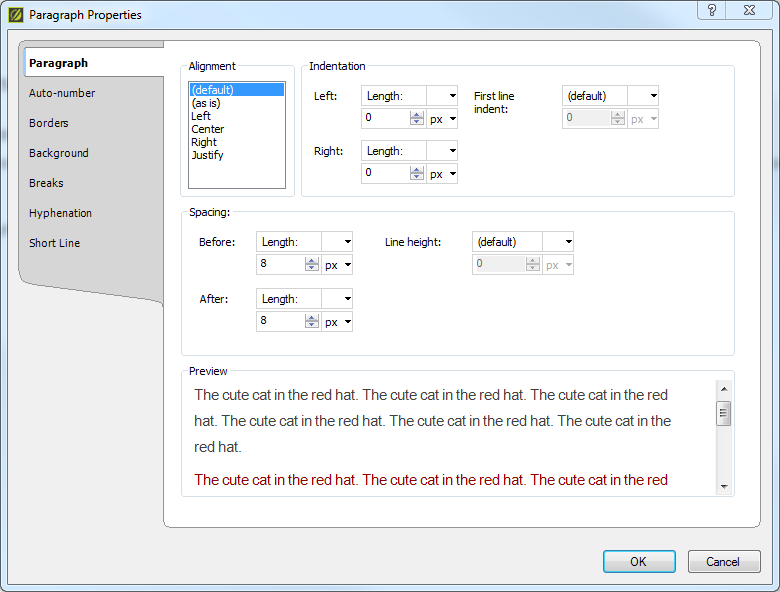 Paragraph Properties
?
Paragraph
Auto-number
Borders
Background
Breaks
Hyphenation
Short Line
Alignment
(default)
(as is)
Left
Center
Right
Justify
Indentation
Left: Length:
0 px
First line indent: (default)
0 px
Right: Length:
0 px
Spacing:
Before: Length:
8 px
Line height: (default)
0 px
After: Length:
8 px
Preview
The cute cat in the red hat. The cute cat in the red hat. The cute cat in the red
hat. The cute cat in the red hat. The cute cat in the red hat. The cute cat in the
red hat.
The cute cat in the red hat. The cute cat in the red hat. The cute cat in the red
OK Cancel